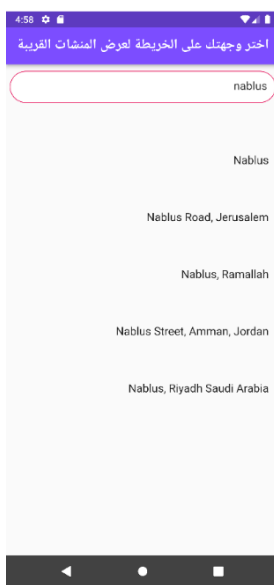 4:58
اختر وجهتك على الخريطة لعرض المنشات القريبة
nablus
Nablus
Nablus Road, Jerusalem
Nablus, Ramallah
Nablus Street, Amman, Jordan
Nablus, Riyadh Saudi Arabia